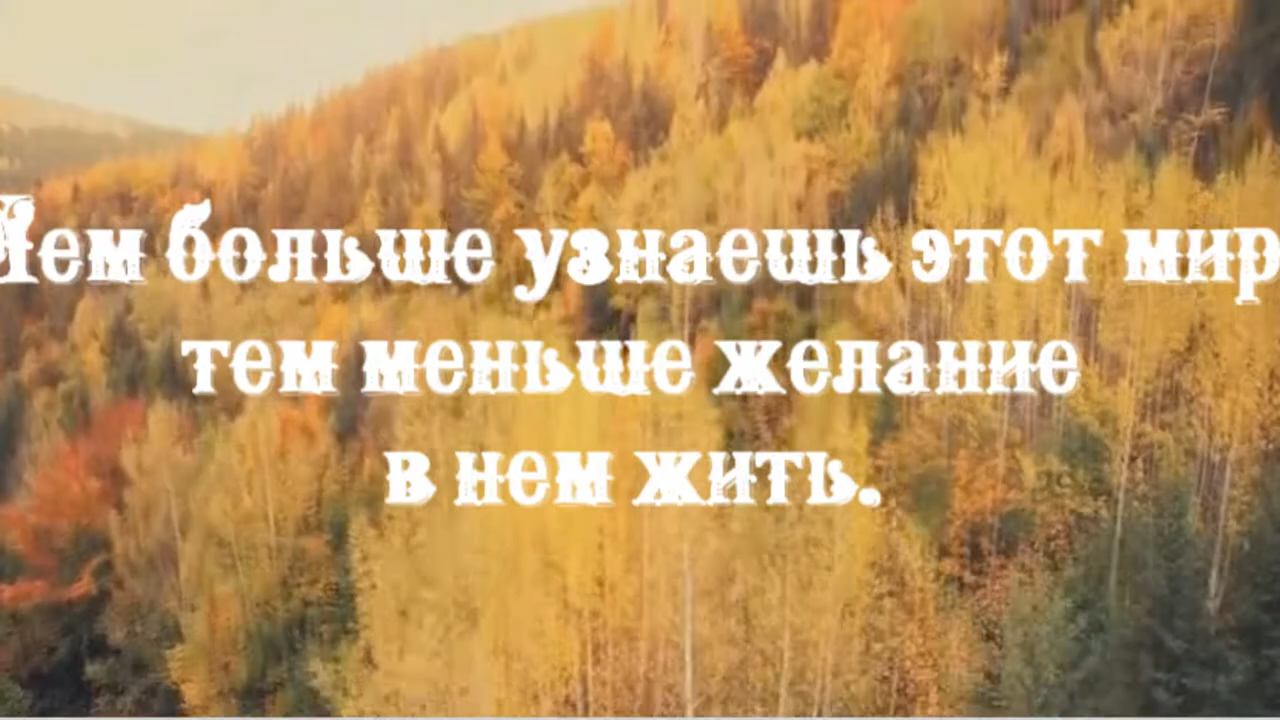 Чем больше узнаешь этот мир
тем меньше желание
в нем жить.